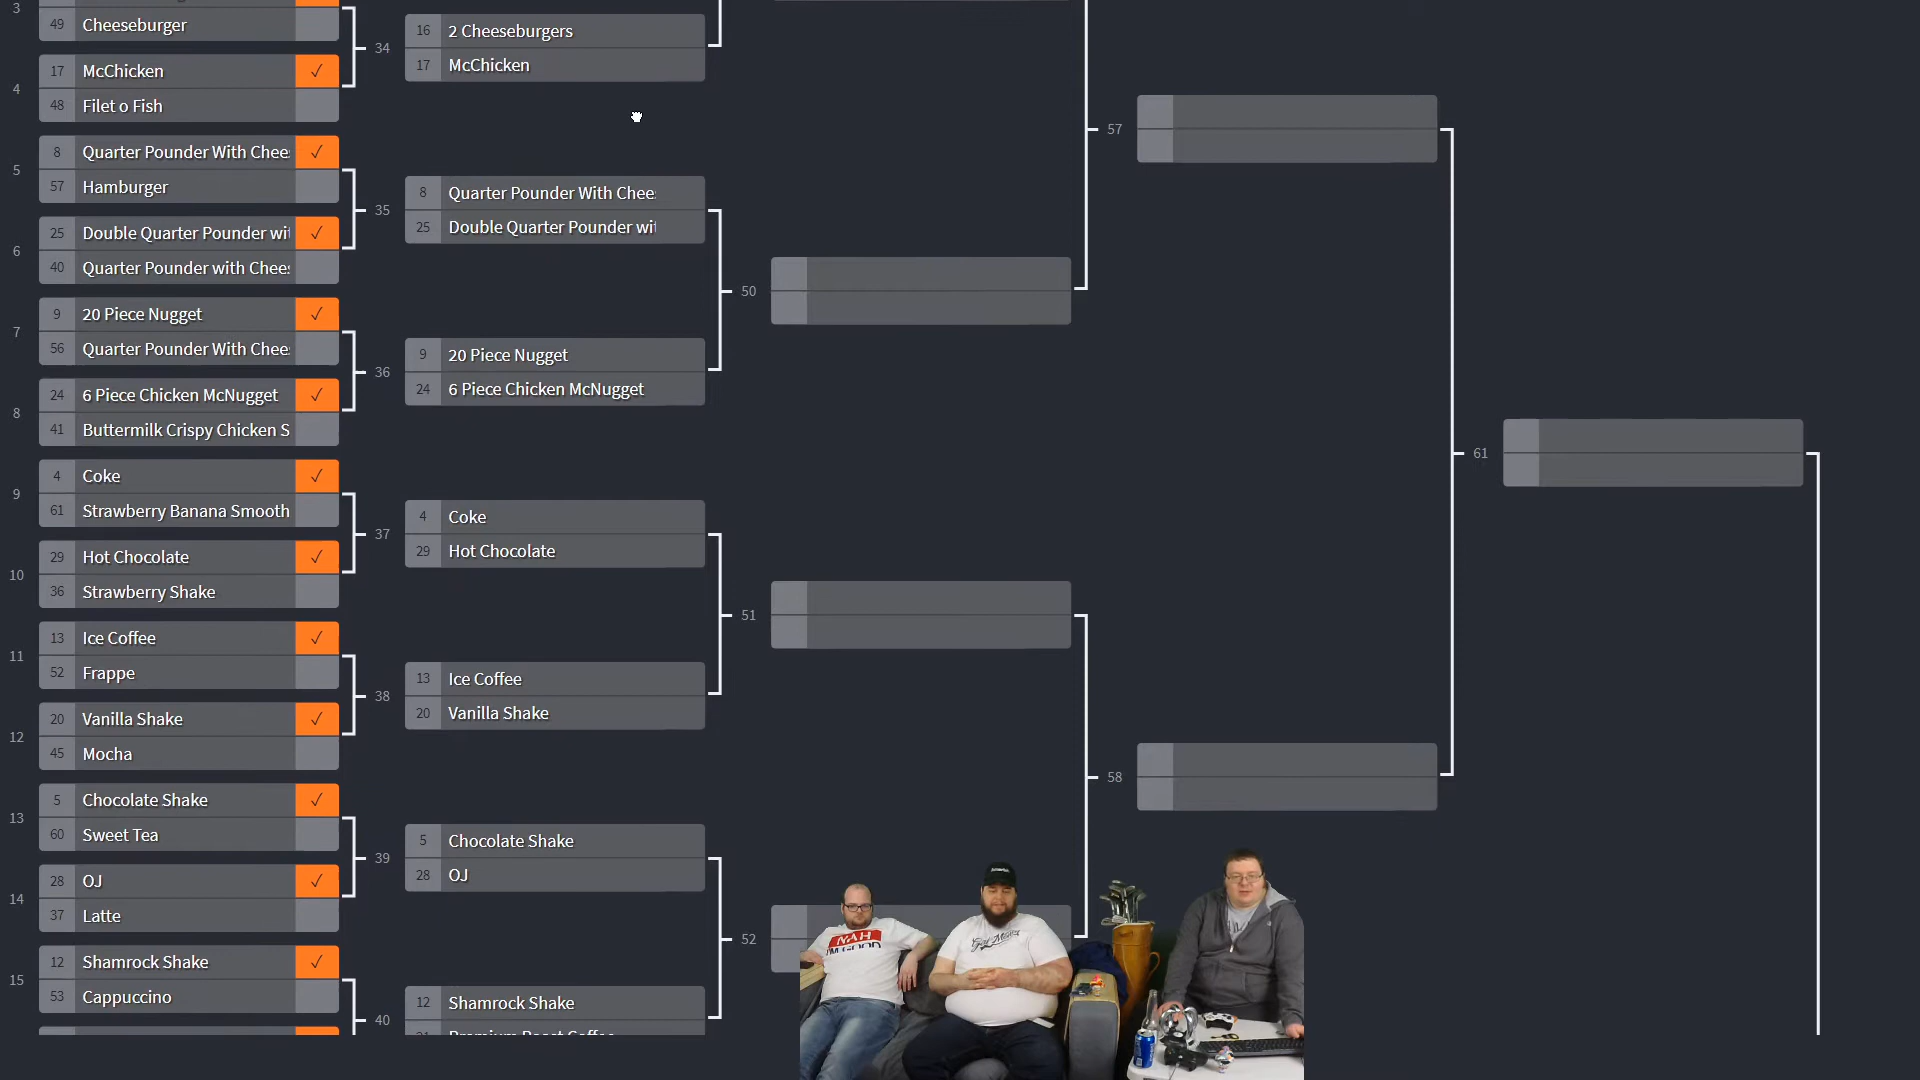 3
49 Cheeseburger
4
17 McChicken ✓
48 Filet o Fish
5
8 Quarter Pounder With Chee
57 Hamburger
6
25 Double Quarter Pounder wi
40 Quarter Pounder with Chee
7
9 20 Piece Nugget ✓
56 Quarter Pounder With Chee
8
24 6 Piece Chicken McNugget ✓
41 Buttermilk Crispy Chicken S
9
4 Coke ✓
61 Strawberry Banana Smooth
10
29 Hot Chocolate ✓
36 Strawberry Shake
11
13 Ice Coffee ✓
52 Frappe
12
20 Vanilla Shake ✓
45 Mocha
13
5 Chocolate Shake ✓
60 Sweet Tea
14
28 OJ ✓
37 Latte
15
12 Shamrock Shake ✓
53 Cappuccino
34
16 2 Cheeseburgers
17 McChicken
35
8 Quarter Pounder With Chee
25 Double Quarter Pounder wi
36
9 20 Piece Nugget
24 6 Piece Chicken McNugget
37
4 Coke
29 Hot Chocolate
38
13 Ice Coffee
20 Vanilla Shake
39
5 Chocolate Shake
28 OJ
40
12 Shamrock Shake
50
51
52
57
58
61
NAH
I'M GOOD